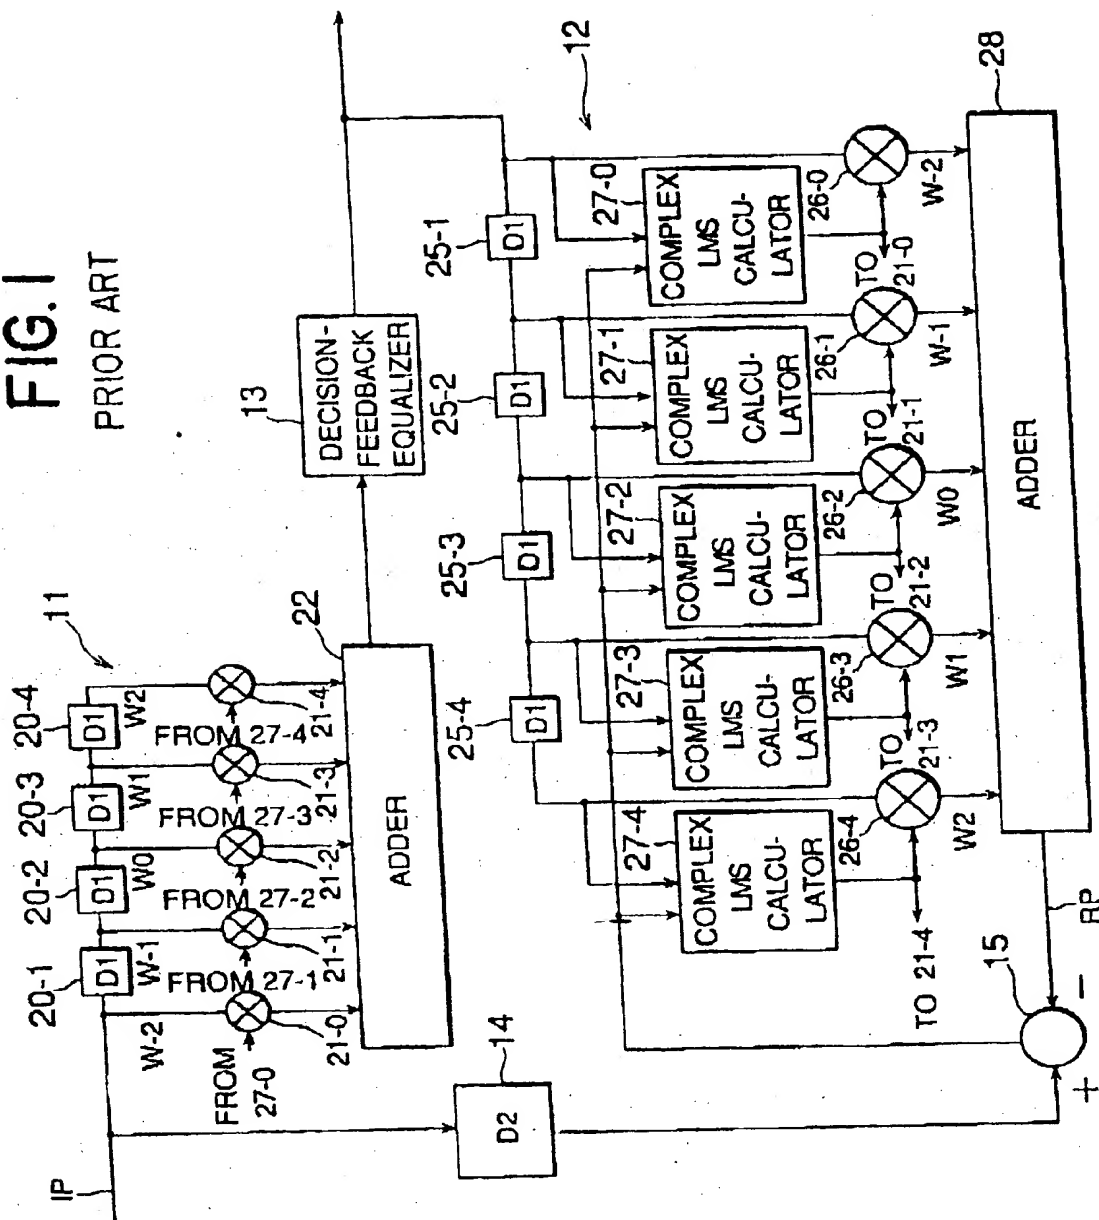 FIG. 1
PRIOR ART
IP
20-1
20-2
20-3
20-4
11
D1
D1
D1
D1
W-2
W-1
W0
W1
W2
FROM
27-0
FROM 27-1
FROM 27-2
FROM 27-3
FROM 27-4
21-0
21-1
21-2
21-3
21-4
22
ADDER
13
DECISION-
FEEDBACK
EQUALIZER
14
D2
12
25-4
25-3
25-2
25-1
D1
D1
D1
D1
27-4
COMPLEX
LMS
CALCU-
LATOR
27-3
COMPLEX
LMS
CALCU-
LATOR
27-2
COMPLEX
LMS
CALCU-
LATOR
27-1
COMPLEX
LMS
CALCU-
LATOR
27-0
COMPLEX
LMS
CALCU-
LATOR
26-4
26-3
26-2
26-1
26-0
TO 21-4
TO
21-3
TO
21-2
TO
21-1
TO
21-0
W2
W1
W0
W-1
W-2
28
ADDER
15
+
-
RP